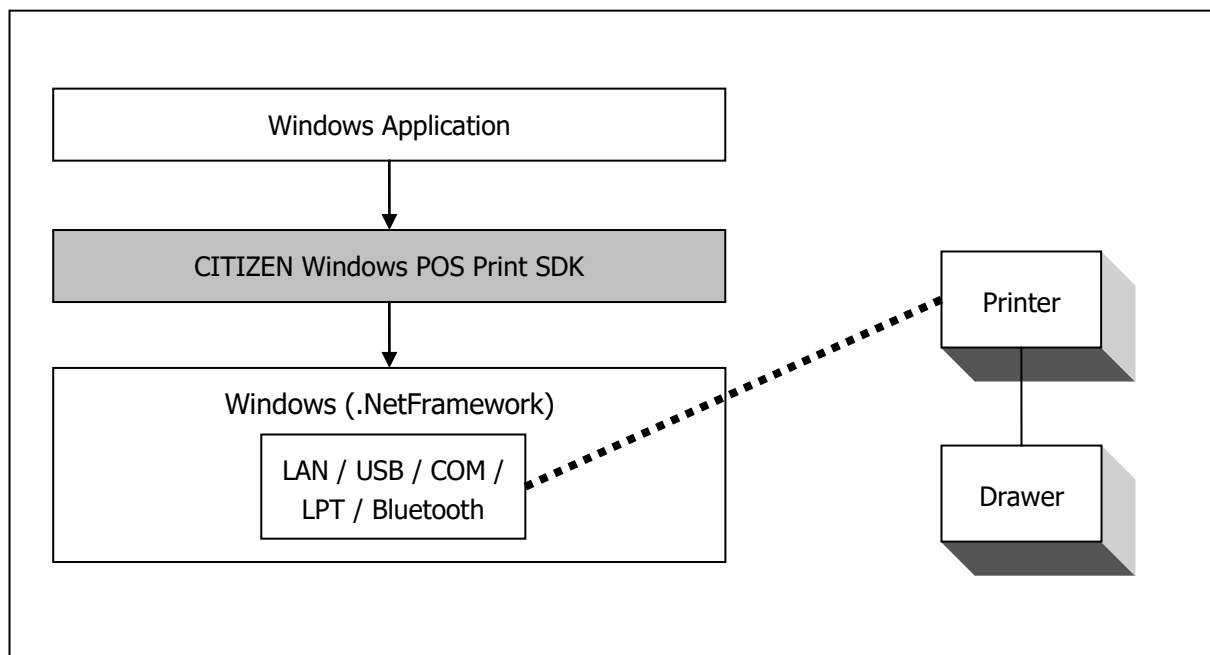 Windows Application
CITIZEN Windows POS Print SDK
Windows (.NetFramework)
LAN / USB / COM /
LPT / Bluetooth
Printer
Drawer